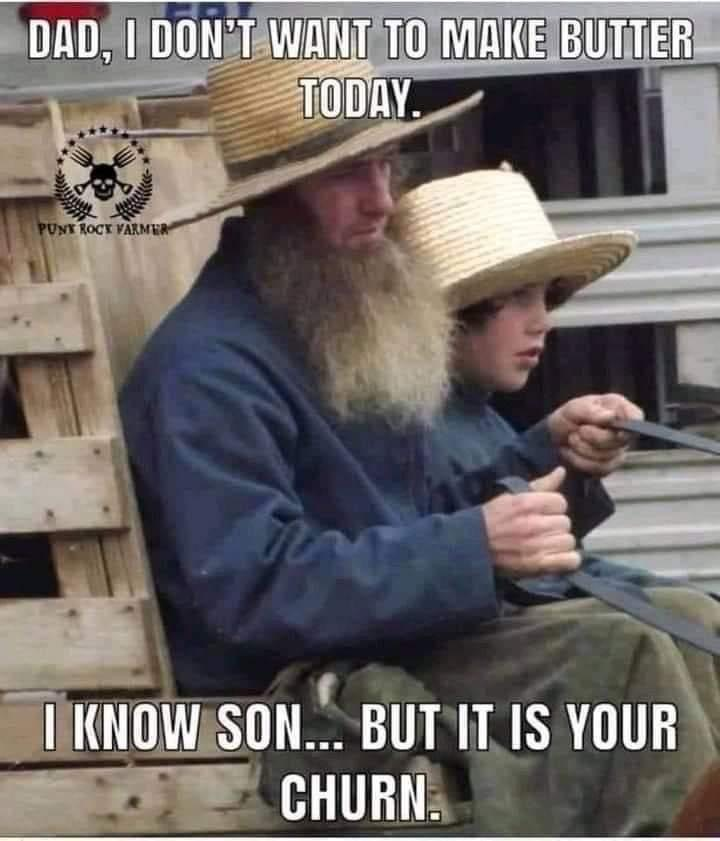 DAD, I DON'T WANT TO MAKE BUTTER
TODAY.
PUNK ROCK FARMER
I KNOW SON... BUT IT IS YOUR
CHURN.